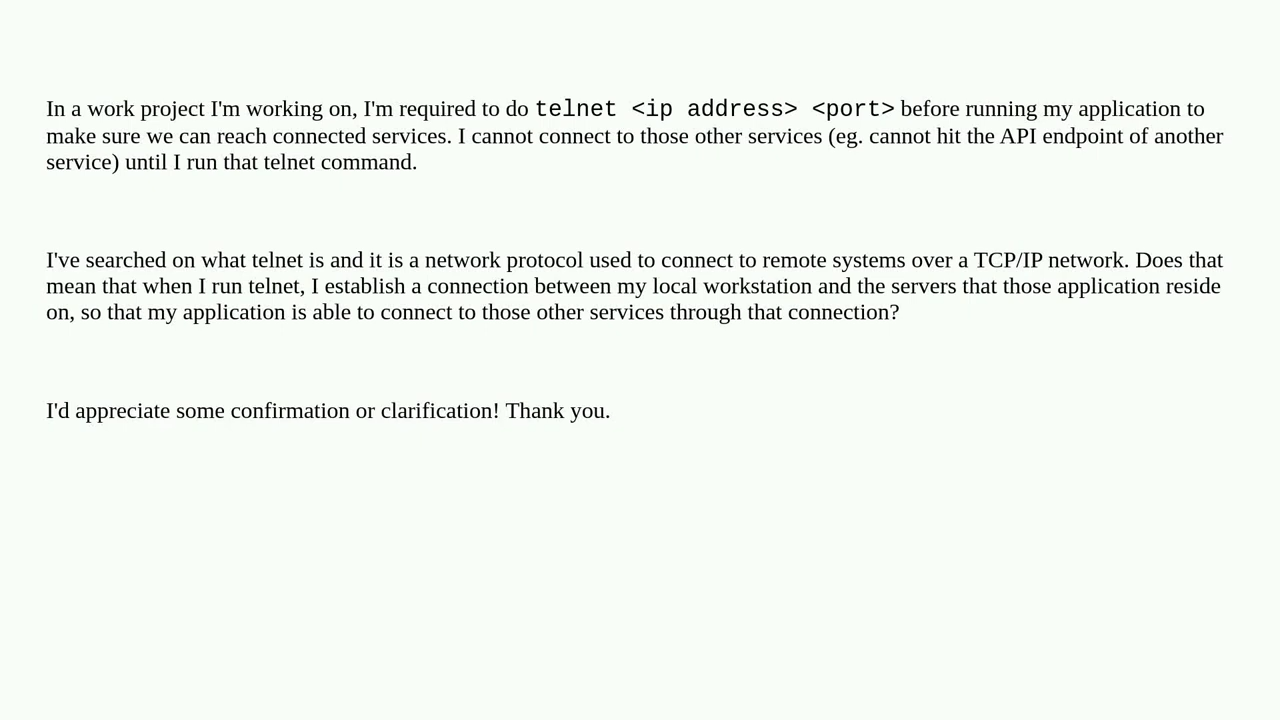 In a work project I'm working on, I'm required to do telnet <ip address> <port> before running my application to
make sure we can reach connected services. I cannot connect to those other services (eg. cannot hit the API endpoint of another
service) until I run that telnet command.
I've searched on what telnet is and it is a network protocol used to connect to remote systems over a TCP/IP network. Does that
mean that when I run telnet, I establish a connection between my local workstation and the servers that those application reside
on, so that my application is able to connect to those other services through that connection?
I'd appreciate some confirmation or clarification! Thank you.